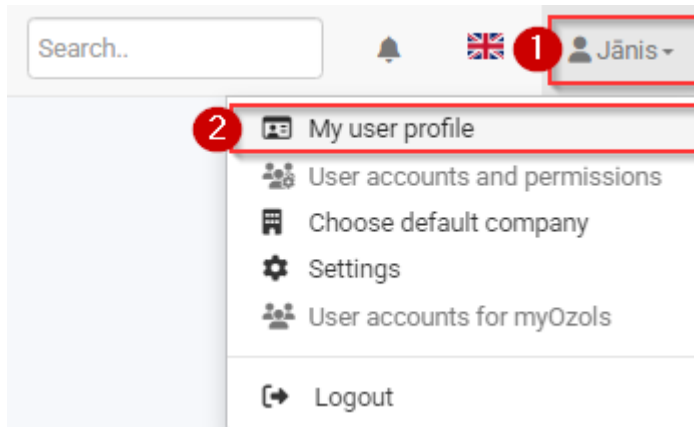 Search..
1
Jānis
2
My user profile
User accounts and permissions
Choose default company
Settings
User accounts for myOzols
Logout